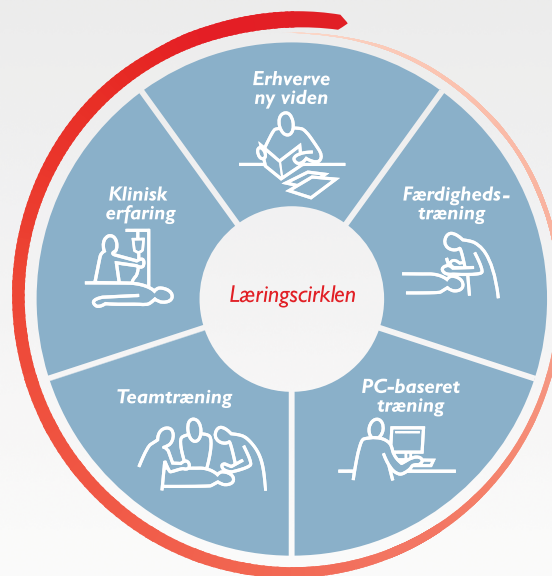 Erhverve
ny viden
Færdigheds-
træning
PC-baseret
træning
Teamtræning
Klinisk
erfaring
Læringscirklen